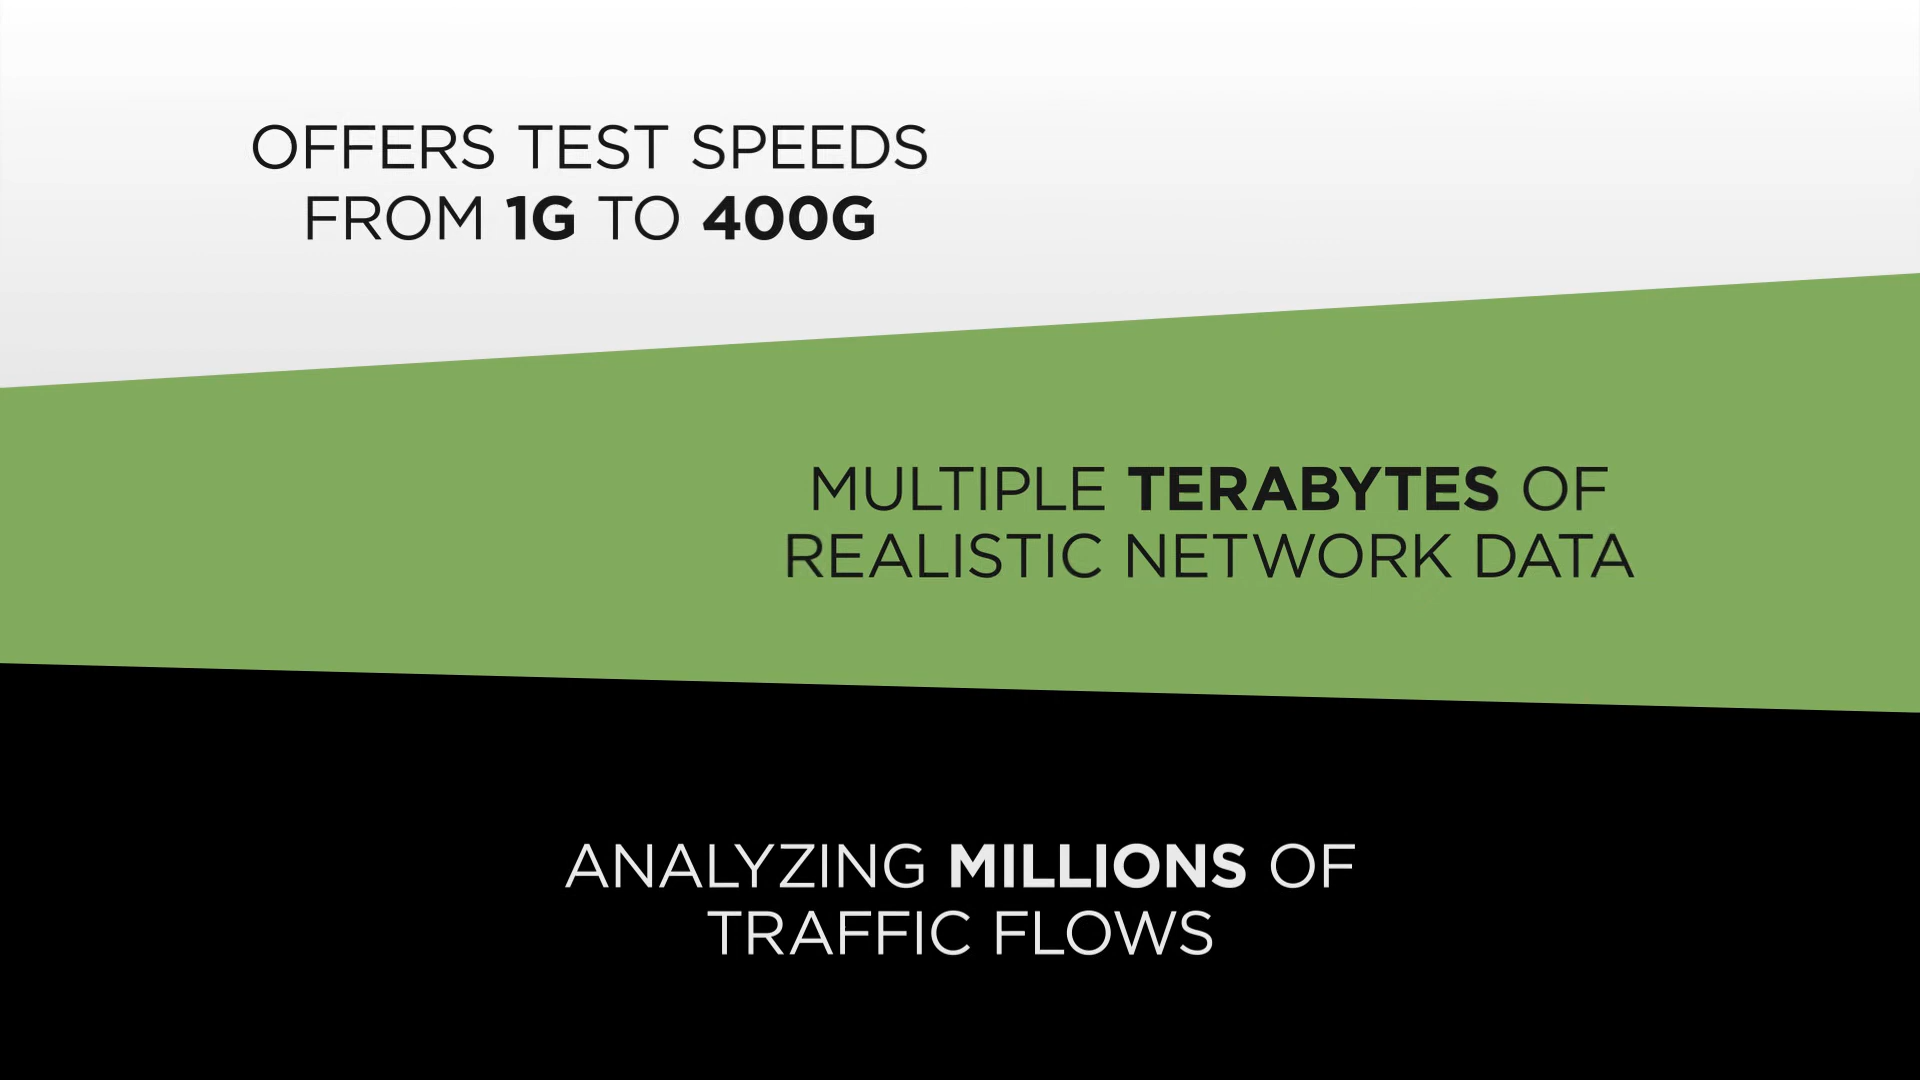 OFFERS TEST SPEEDS
FROM 1G TO 400G
MULTIPLE TERABYTES OF
REALISTIC NETWORK DATA
ANALYZING MILLIONS OF
TRAFFIC FLOWS